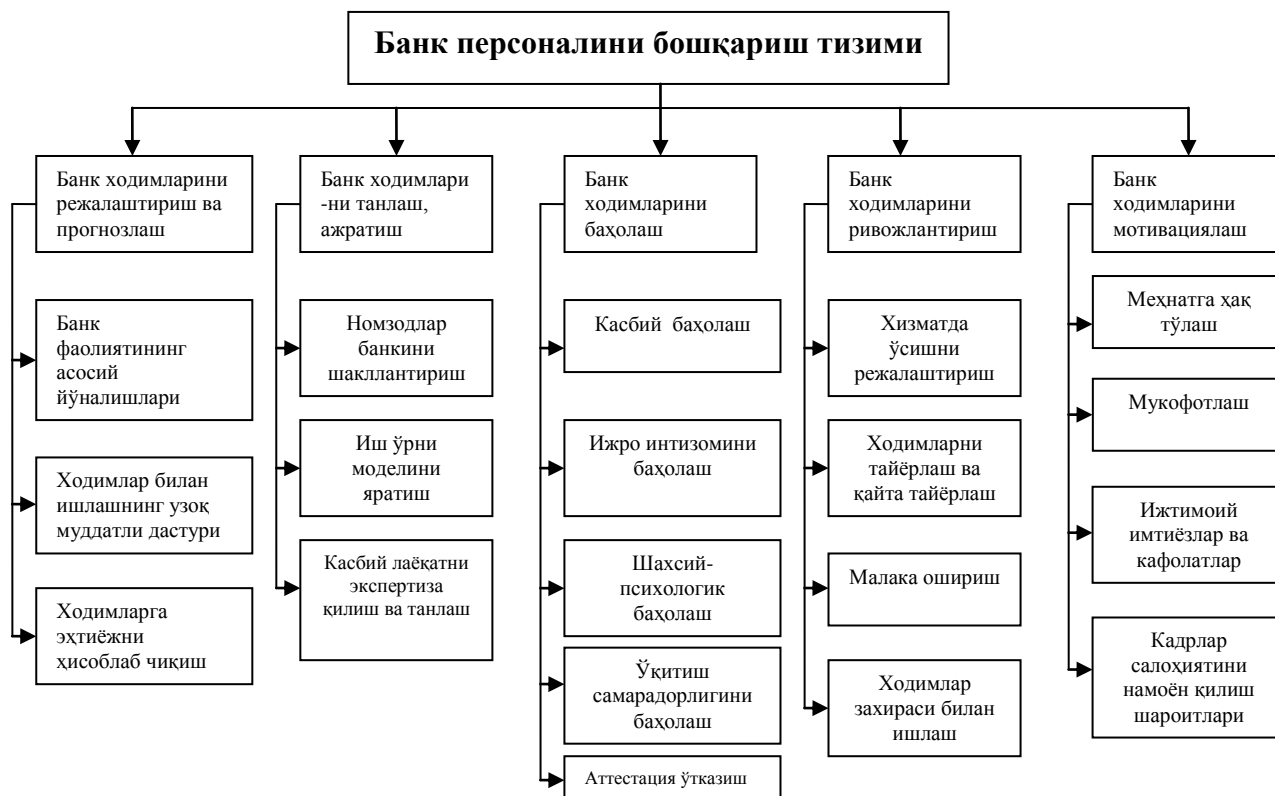 Банк персоналини бошқариш тизими
Банк ходимларини
режалаштириш ва
прогнозлаш
Банк
фаолиятининг
асосий
йўналишлари
Ходимлар билан
ишлашнинг узоқ
муддатли дастури
Ходимларга
эҳтиёжни
ҳисоблаб чиқиш
Банк ходимлари
-ни танлаш,
ажратиш
Номзодлар
банкини
шакллантириш
Иш ўрни
моделини
яратиш
Касбий лаёқатни
экспертиза
қилиш ва танлаш
Банк
ходимларини
баҳолаш
Касбий баҳолаш
Ижро интизомини
баҳолаш
Шахсий-
психологик
баҳолаш
Ўқитиш
самарадорлигини
баҳолаш
Аттестация ўтказиш
Банк
ходимларини
ривожлантириш
Хизматда
ўсишни
режалаштириш
Ходимларни
тайёрлаш ва
қайта тайёрлаш
Малака ошириш
Ходимлар
захираси билан
ишлаш
Банк
ходимларини
мотивациялаш
Меҳнатга ҳақ
тўлаш
Мукофотлаш
Ижтимоий
имтиёзлар ва
кафолатлар
Кадрлар
салоҳиятини
намоён қилиш
шароитлари